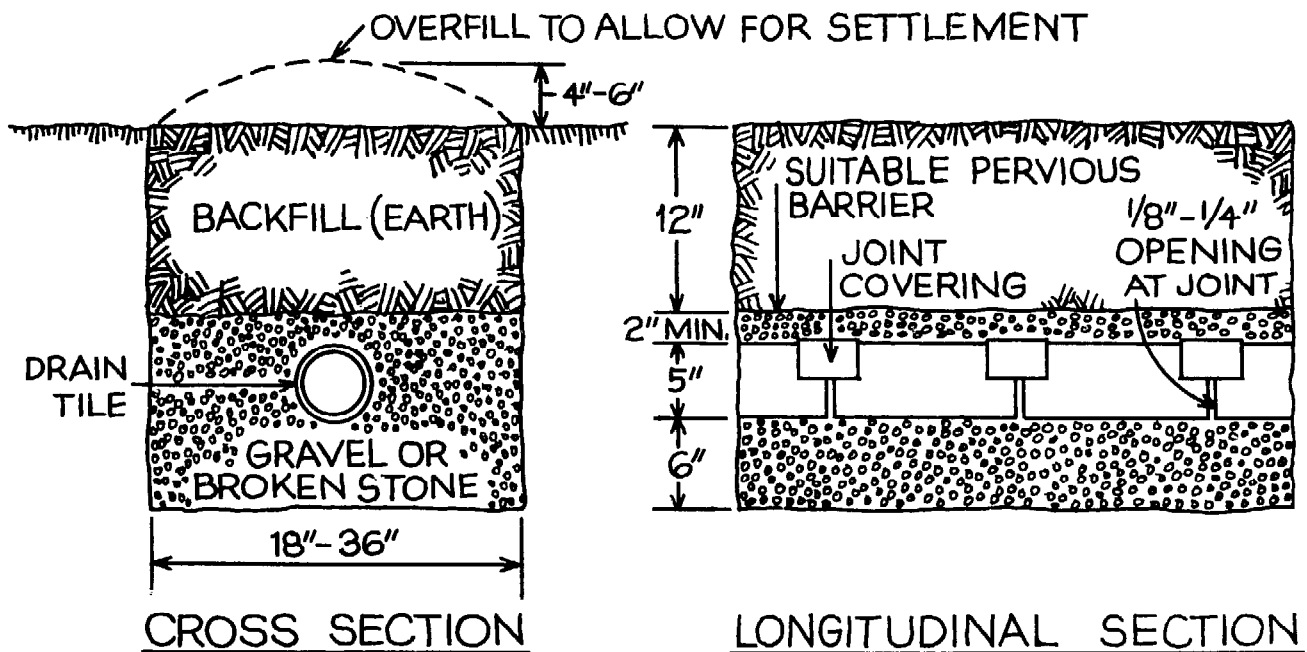 OVERFILL TO ALLOW FOR SETTLEMENT
4"-6"
BACKFILL (EARTH)
DRAIN
TILE
GRAVEL OR
BROKEN STONE
18"-36"
CROSS SECTION
12"
2" MIN.
5"
6"
SUITABLE PERVIOUS
BARRIER
JOINT
COVERING
1/8"-1/4"
OPENING
AT JOINT
LONGITUDINAL SECTION